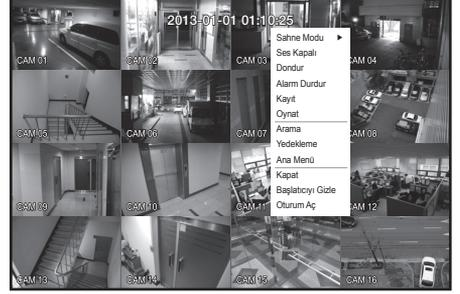 2013-01-01 01:10:25
CAM 01
CAM 02
CAM 03
CAM 04
CAM 05
CAM 06
CAM 07
CAM 08
CAM 09
CAM 10
CAM 11
CAM 12
CAM 13
CAM 14
CAM 15
CAM 16
Sahne Modu
Ses Kapalı
Dondur
Alarm Durdur
Kayıt
Oynat
Arama
Yedekleme
Ana Menü
Kapat
Başlatıcıyı Gizle
Oturum Aç